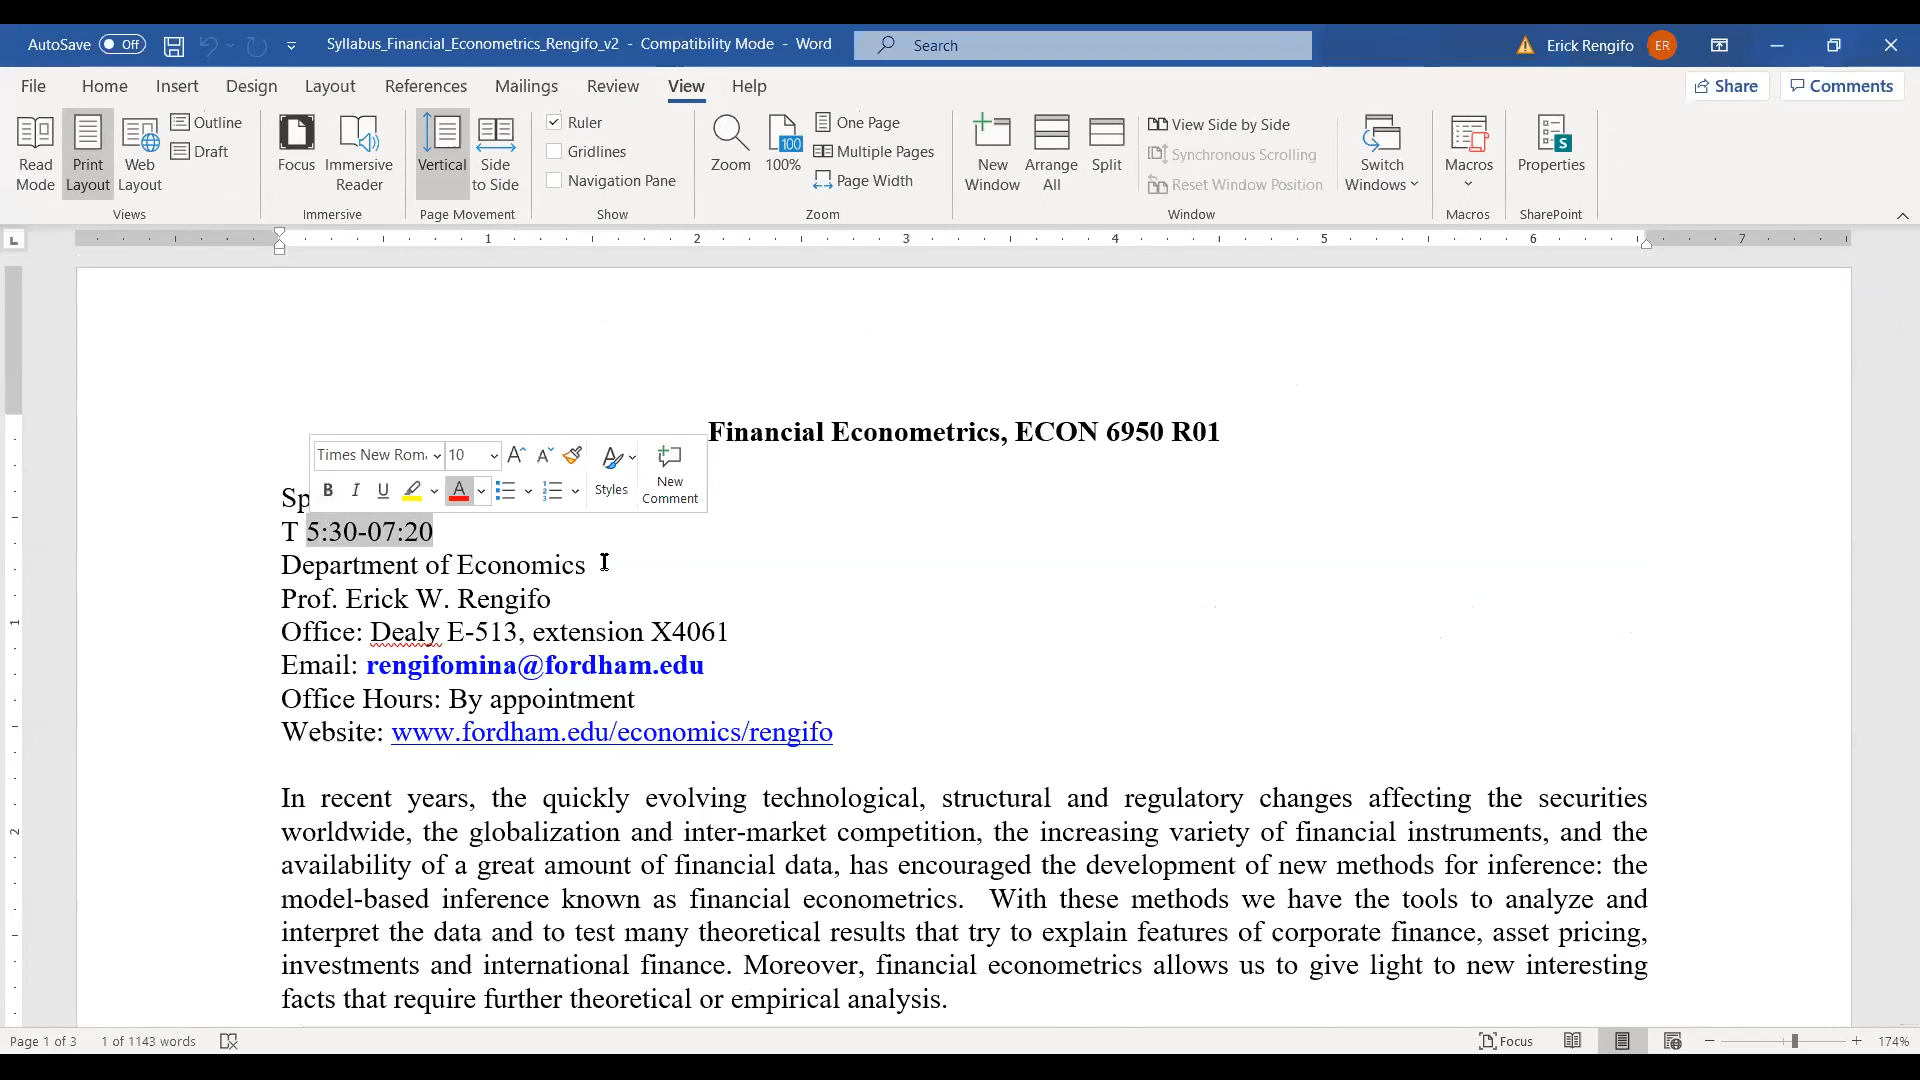 AutoSave Off Syllabus_Financial_Econometrics_Rengifo_v2 - Compatibility Mode - Word Search Erick Rengifo ER
File Home Insert Design Layout References Mailings Review View Help Share Comments
Read Mode
Print Layout
Web Layout
Outline
Draft
Views
Focus
Immersive Reader
Immersive
Vertical
Side to Side
Page Movement
Ruler
Gridlines
Navigation Pane
Show
Zoom
100
100%
One Page
Multiple Pages
Page Width
Zoom
New Window
Arrange All
Split
View Side by Side
Synchronous Scrolling
Reset Window Position
Switch Windows
Window
Macros
Macros
Properties
SharePoint
1 2 3 4 5 6 7
Financial Econometrics, ECON 6950 R01
Times New Roma 10
B I U A Styles New Comment
Sp
T 5:30-07:20
Department of Economics
Prof. Erick W. Rengifo
Office: Dealy E-513, extension X4061
Email: rengifomina@fordham.edu
Office Hours: By appointment
Website: www.fordham.edu/economics/rengifo
In recent years, the quickly evolving technological, structural and regulatory changes affecting the securities
worldwide, the globalization and inter-market competition, the increasing variety of financial instruments, and the
availability of a great amount of financial data, has encouraged the development of new methods for inference: the
model-based inference known as financial econometrics. With these methods we have the tools to analyze and
interpret the data and to test many theoretical results that try to explain features of corporate finance, asset pricing,
investments and international finance. Moreover, financial econometrics allows us to give light to new interesting
facts that require further theoretical or empirical analysis.
1
2
Page 1 of 3 1 of 1143 words Focus 174%